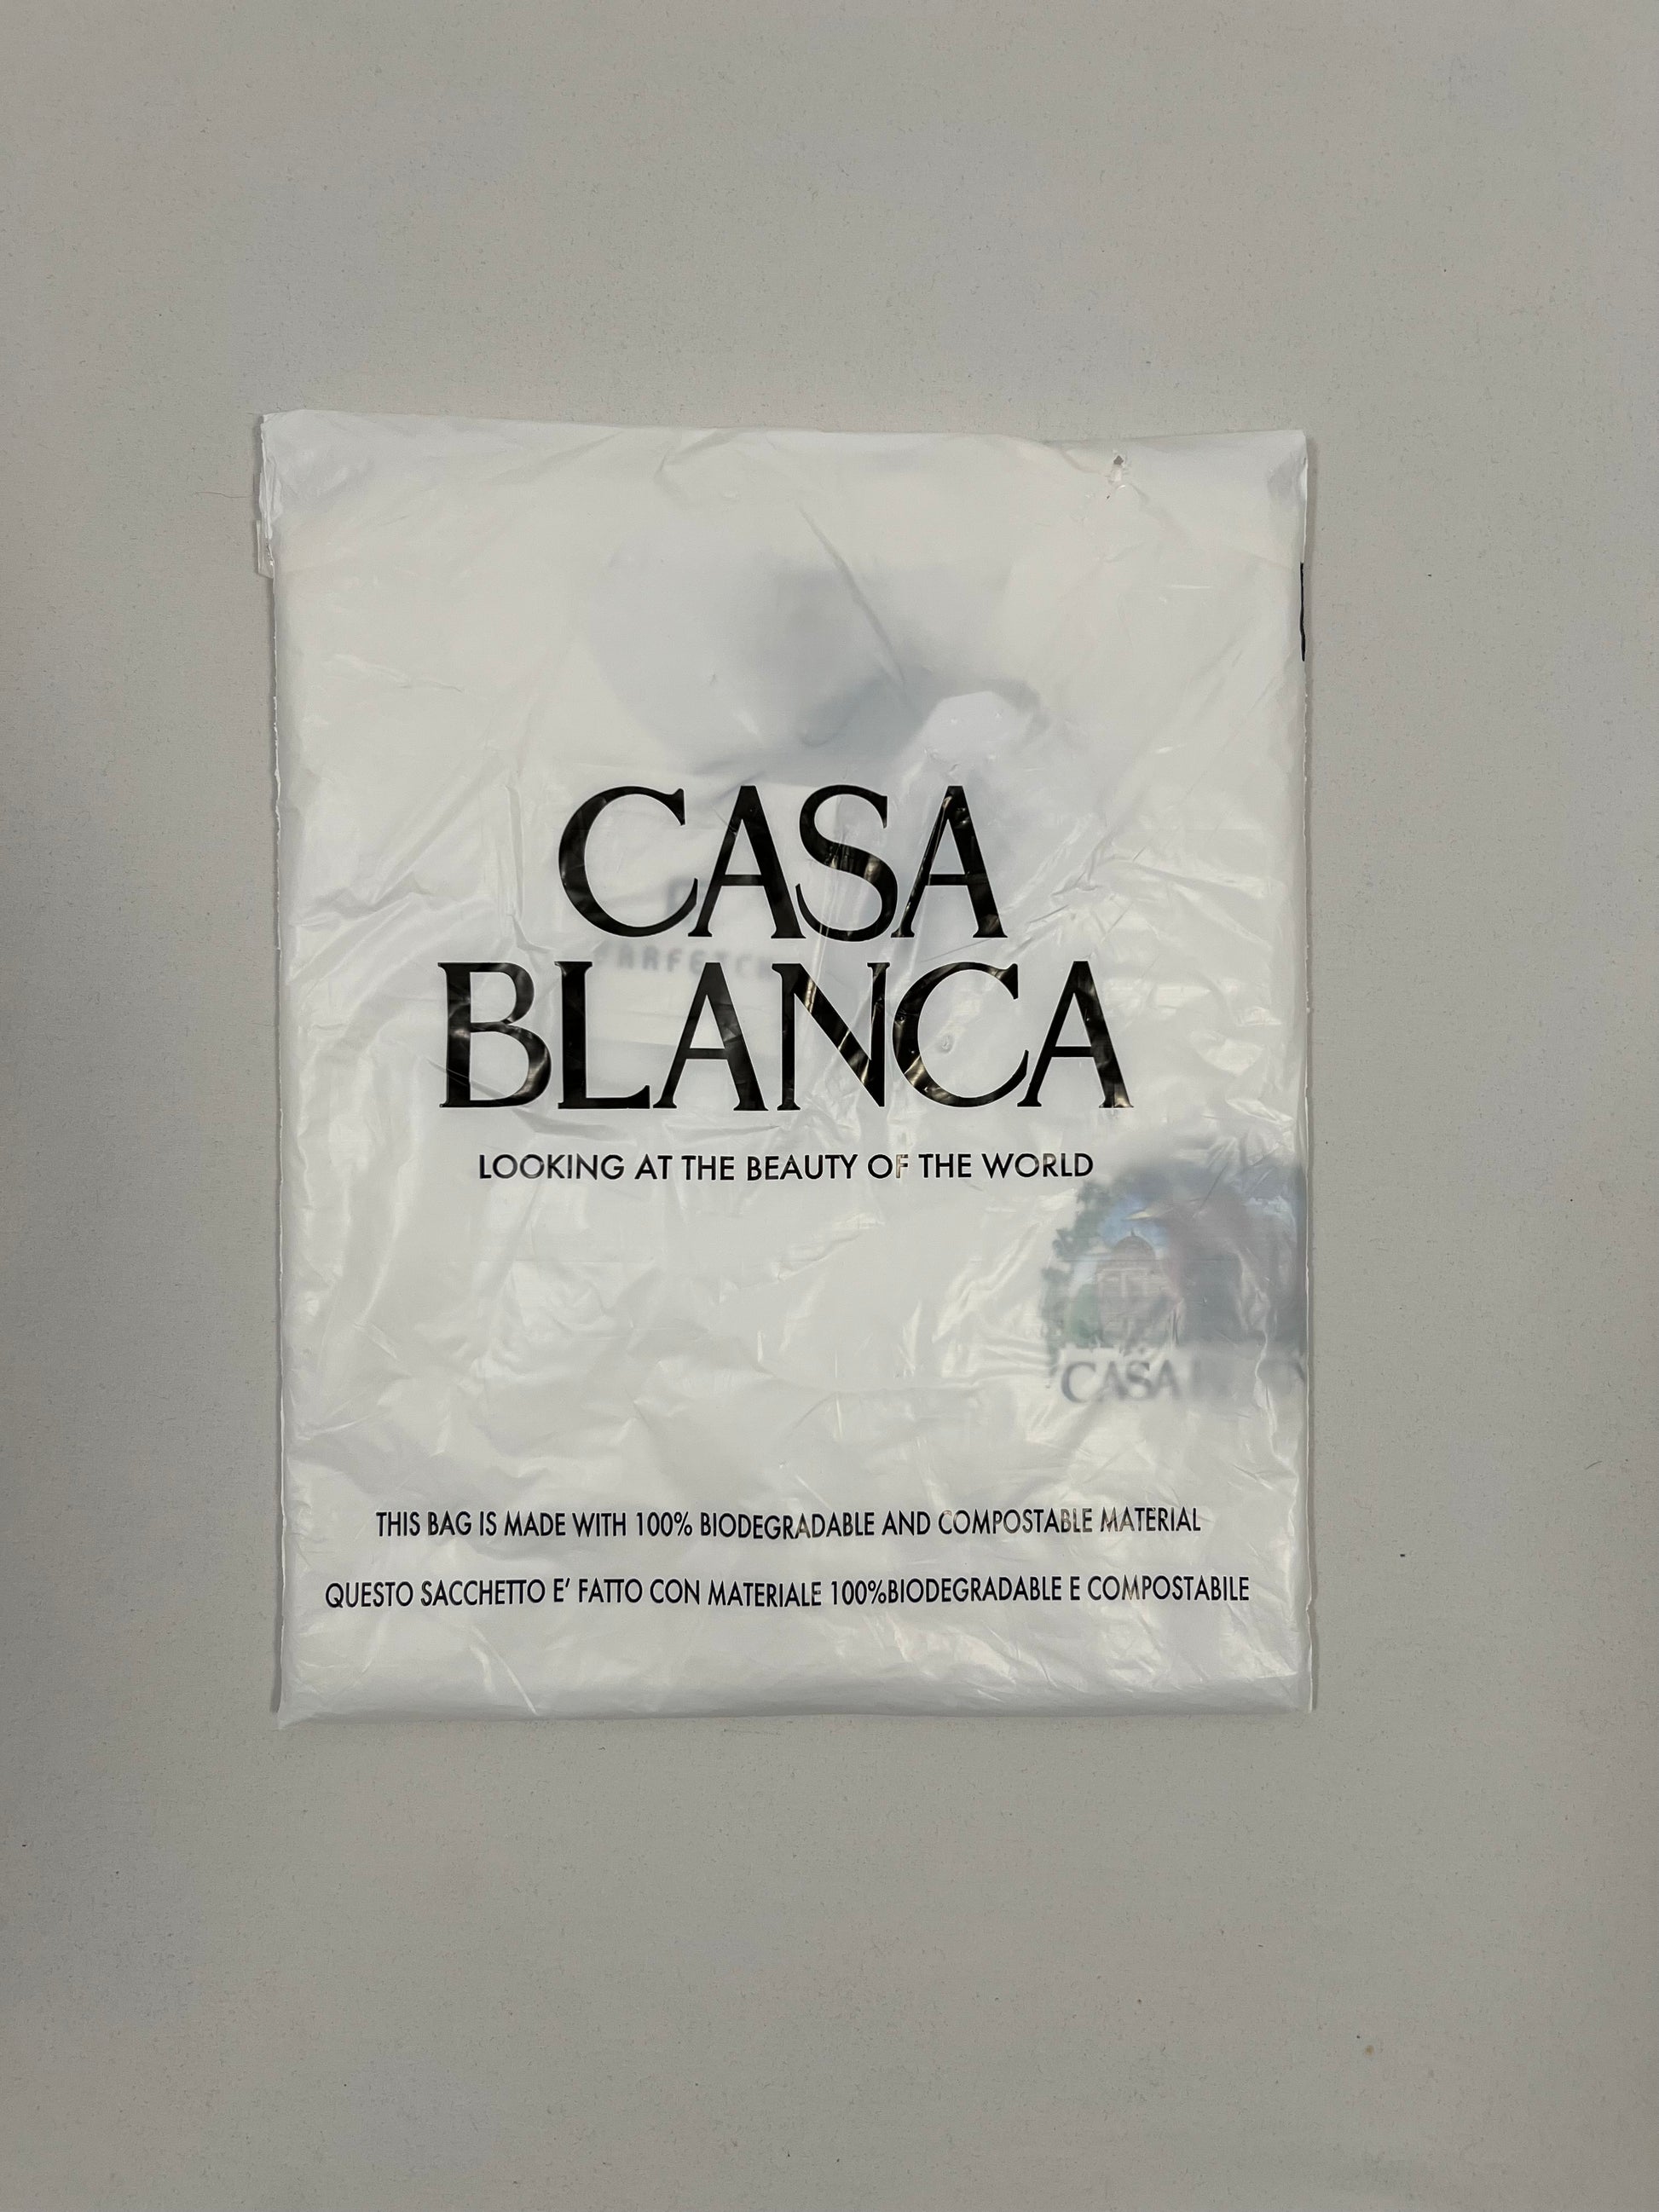 CASA
BLANCA
LOOKING AT THE BEAUTY OF THE WORLD
CASA
THIS BAG IS MADE WITH 100% BIODEGRADABLE AND COMPOSTABLE MATERIAL
QUESTO SACCHETTO E' FATTO CON MATERIALE 100%BIODEGRADABLE E COMPOSTABILE